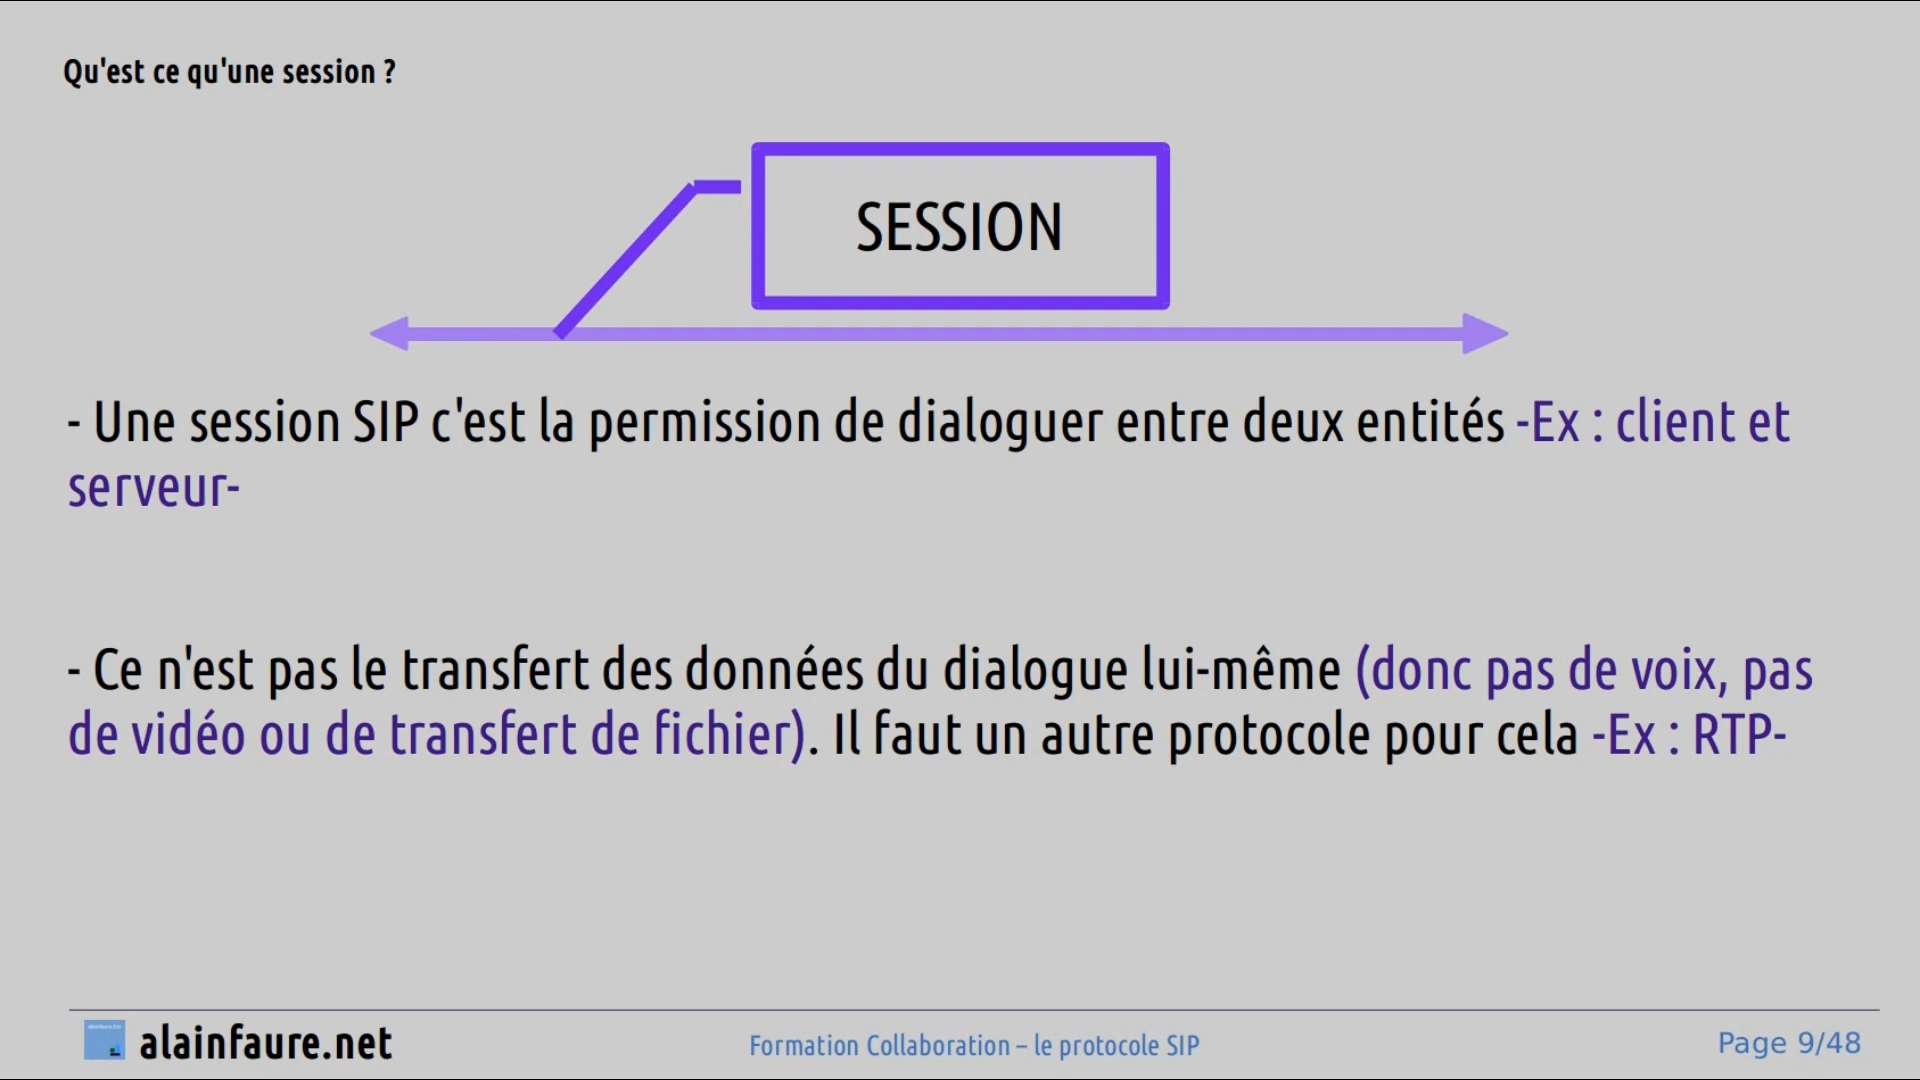 Qu'est ce qu'une session ?
SESSION
- Une session SIP c'est la permission de dialoguer entre deux entités -Ex : client et
serveur-
- Ce n'est pas le transfert des données du dialogue lui-même (donc pas de voix, pas
de vidéo ou de transfert de fichier). Il faut un autre protocole pour cela -Ex : RTP-
alainfaure.net
Formation Collaboration – le protocole SIP
Page 9/48